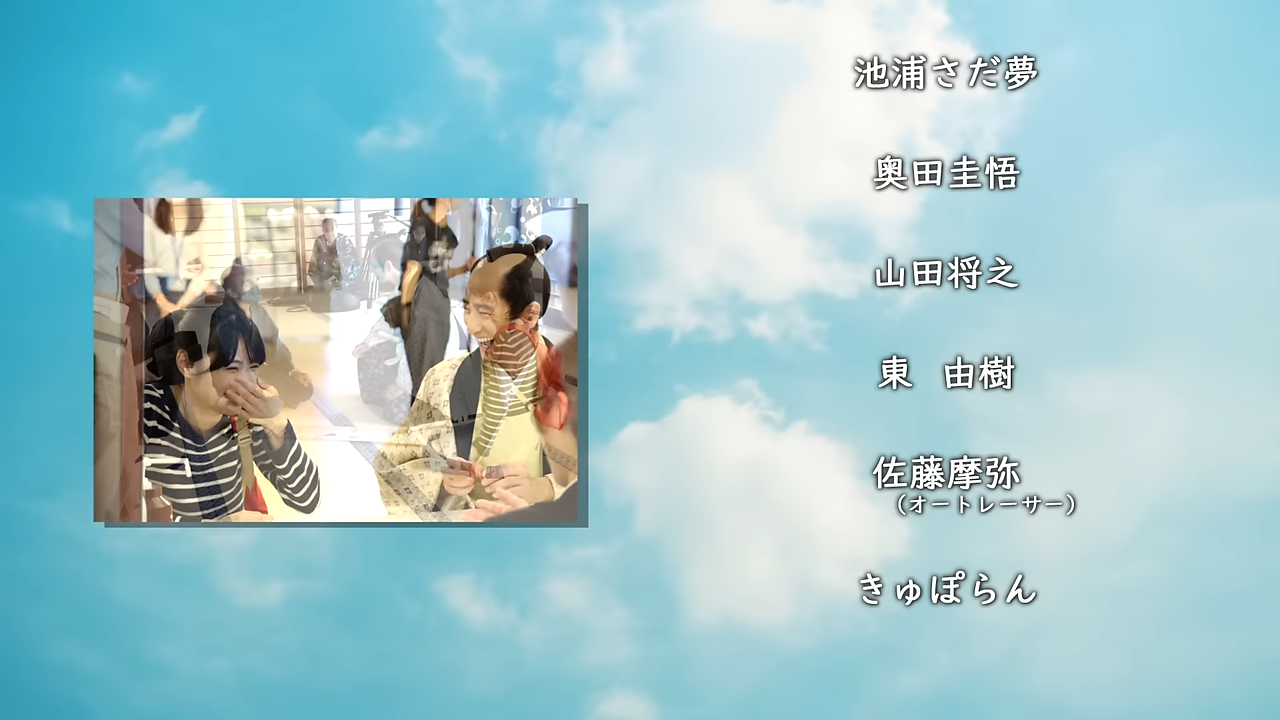 池浦さだ夢
奥田圭悟
山田将之
東　由樹
佐藤摩弥
（オートレーサー）
きゅぽらん